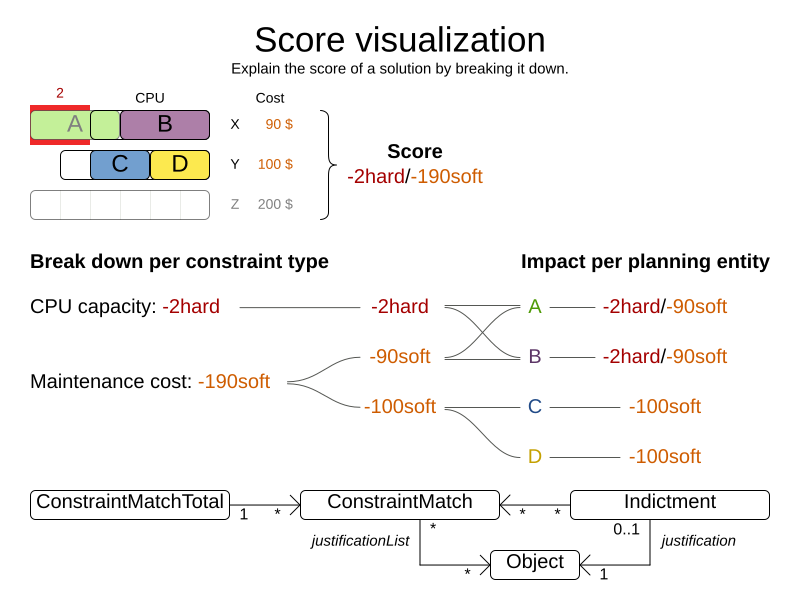 Score visualization
Explain the score of a solution by breaking it down.
2 CPU Cost
A B X 90 $
C D Y 100 $
Z 200 $
Score
-2hard/-190soft
Break down per constraint type Impact per planning entity
CPU capacity: -2hard -2hard A -2hard/-90soft
-90soft B -2hard/-90soft
Maintenance cost: -190soft
-100soft C -100soft
D -100soft
ConstraintMatchTotal ConstraintMatch Indictment
1 * * *
* 0..1
justificationList justification
Object
* 1